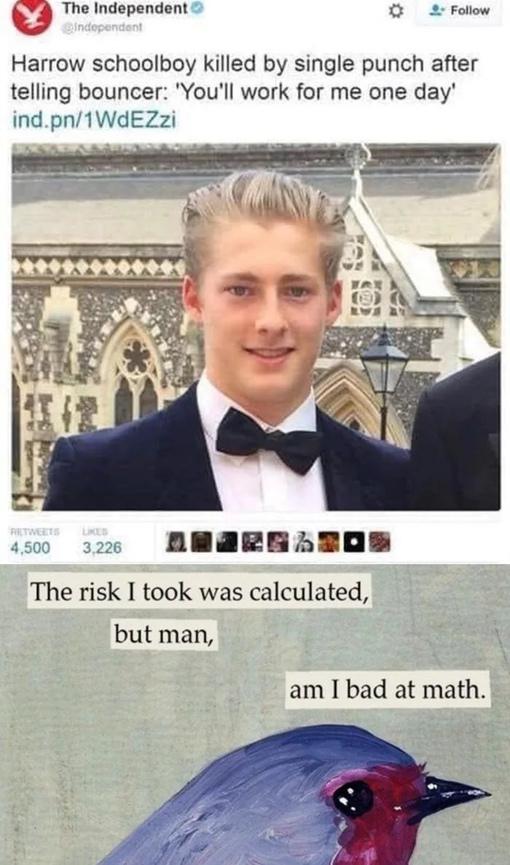 The Independent
@Independent
Follow
Harrow schoolboy killed by single punch after
telling bouncer: 'You'll work for me one day'
ind.pn/1WdEZzi
RETWEETS LIKES
4,500 3,226
The risk I took was calculated,
but man,
am I bad at math.